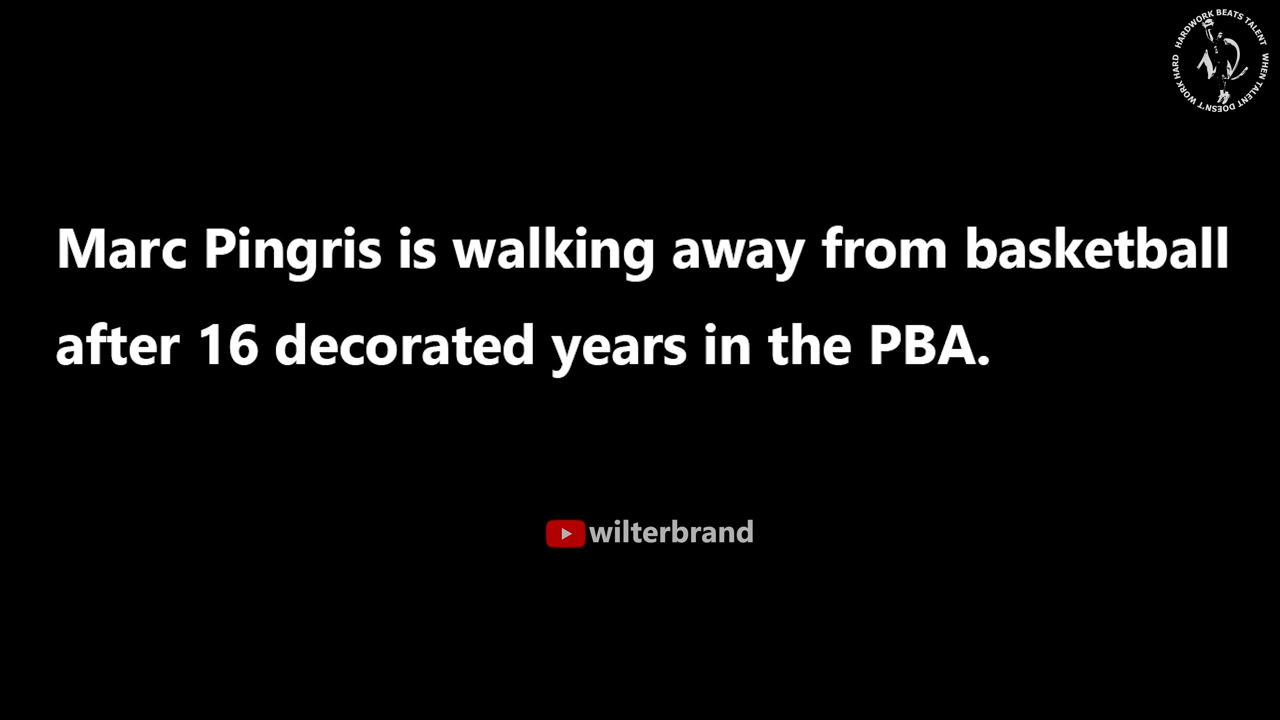 HARDWORK BEATS TALENT WHEN TALENT DOESN'T WORK HARD
Marc Pingris is walking away from basketball
after 16 decorated years in the PBA.
wilterbrand